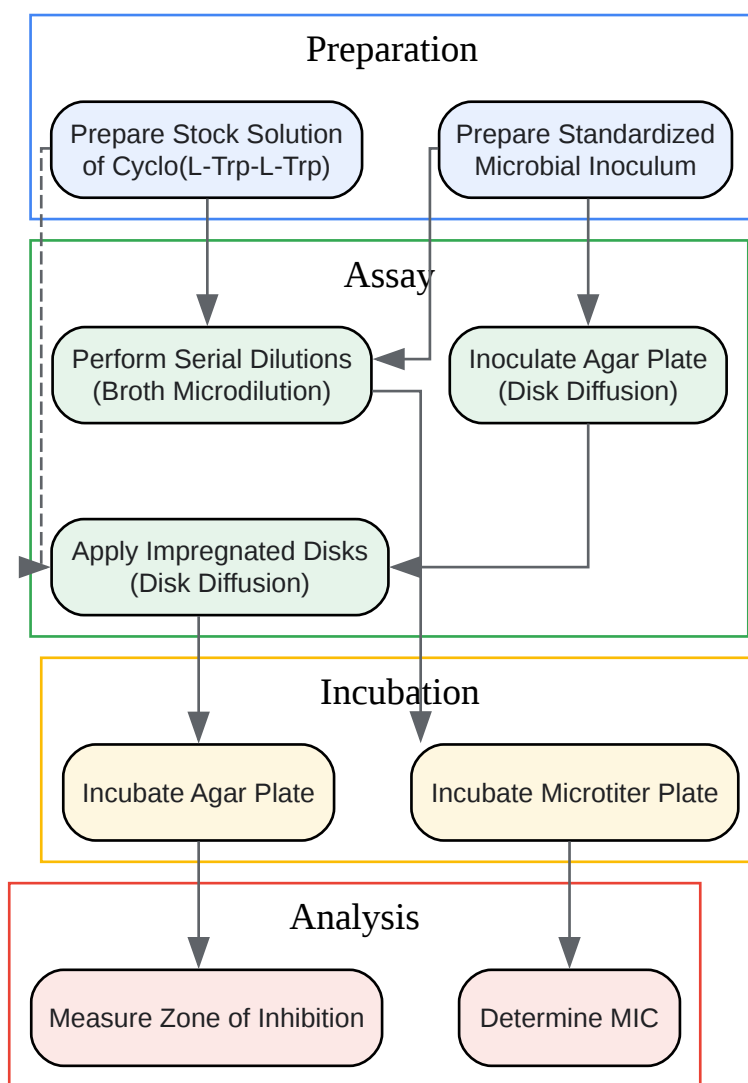 Preparation
Prepare Stock Solution
of Cyclo(L-Trp-L-Trp)
Prepare Standardized
Microbial Inoculum
Assay
Perform Serial Dilutions
(Broth Microdilution)
Inoculate Agar Plate
(Disk Diffusion)
Apply Impregnated Disks
(Disk Diffusion)
Incubation
Incubate Agar Plate
Incubate Microtiter Plate
Analysis
Measure Zone of Inhibition
Determine MIC